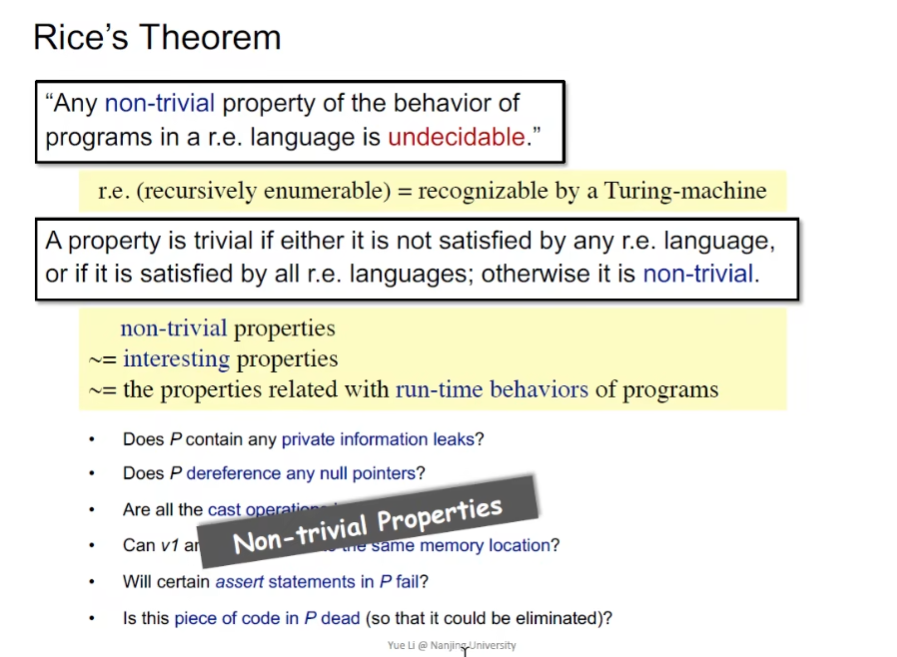 Rice's Theorem
“Any non-trivial property of the behavior of
programs in a r.e. language is undecidable.”
r.e. (recursively enumerable) = recognizable by a Turing-machine
A property is trivial if either it is not satisfied by any r.e. language,
or if it is satisfied by all r.e. languages; otherwise it is non-trivial.
non-trivial properties
~= interesting properties
~= the properties related with run-time behaviors of programs
• Does P contain any private information leaks?
• Does P dereference any null pointers?
• Are all the cast
Non-trivial Properties
• Can v1 the same memory location?
• Will certain assert statements in P fail?
• Is this piece of code in P dead (so that it could be eliminated)?
Yue Li @ Nanjing University